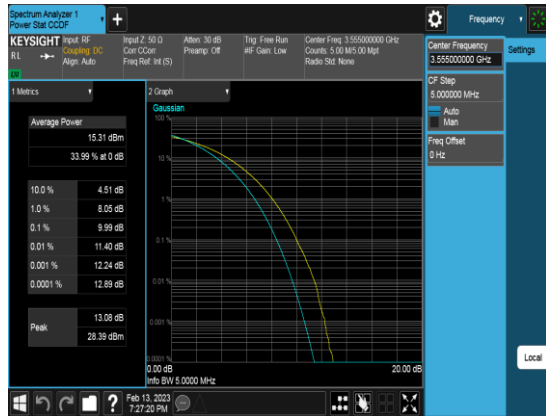 Spectrum Analyzer 1
Power Stat CCDF
Frequency
KEYSIGHT
RL
Input: RF
Coupling: DC
Align: Auto
Input Z: 50 Ω
Corr CCorr
Freq Ref: Int (S)
Atten: 30 dB
Preamp: Off
Trig: Free Run
#IF Gain: Low
Center Freq: 3.555000000 GHz
Counts: 5.00 M/5.00 Mpt
Radio Std: None
Center Frequency
3.555000000 GHz
Settings
CF Step
5.000000 MHz
Auto
Man
Freq Offset
0 Hz
1 Metrics
2 Graph
Gaussian
Average Power
15.31 dBm
33.99 % at 0 dB
10.0 % 4.51 dB
1.0 % 8.05 dB
0.1 % 9.99 dB
0.01 % 11.40 dB
0.001 % 12.24 dB
0.0001 % 12.89 dB
Peak
13.08 dB
28.39 dBm
100 %
10 %
1 %
0.1 %
0.01 %
0.001 %
0.0001 %
0.00 dB
20.00 dB
Info BW 5.0000 MHz
Local
?
Feb 13, 2023
7:27:20 PM